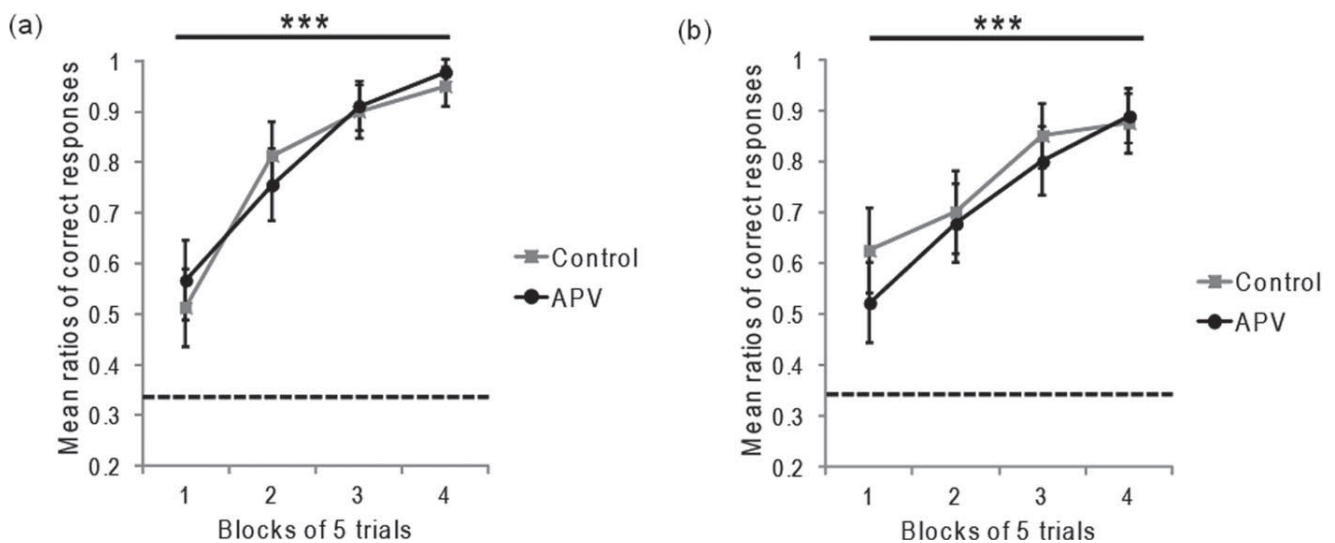 (a)
***
Mean ratios of correct responses
1
0.9
0.8
0.7
0.6
0.5
0.4
0.3
0.2
1 2 3 4
Blocks of 5 trials
Control
APV
(b)
***
Mean ratios of correct responses
1
0.9
0.8
0.7
0.6
0.5
0.4
0.3
0.2
1 2 3 4
Blocks of 5 trials
Control
APV